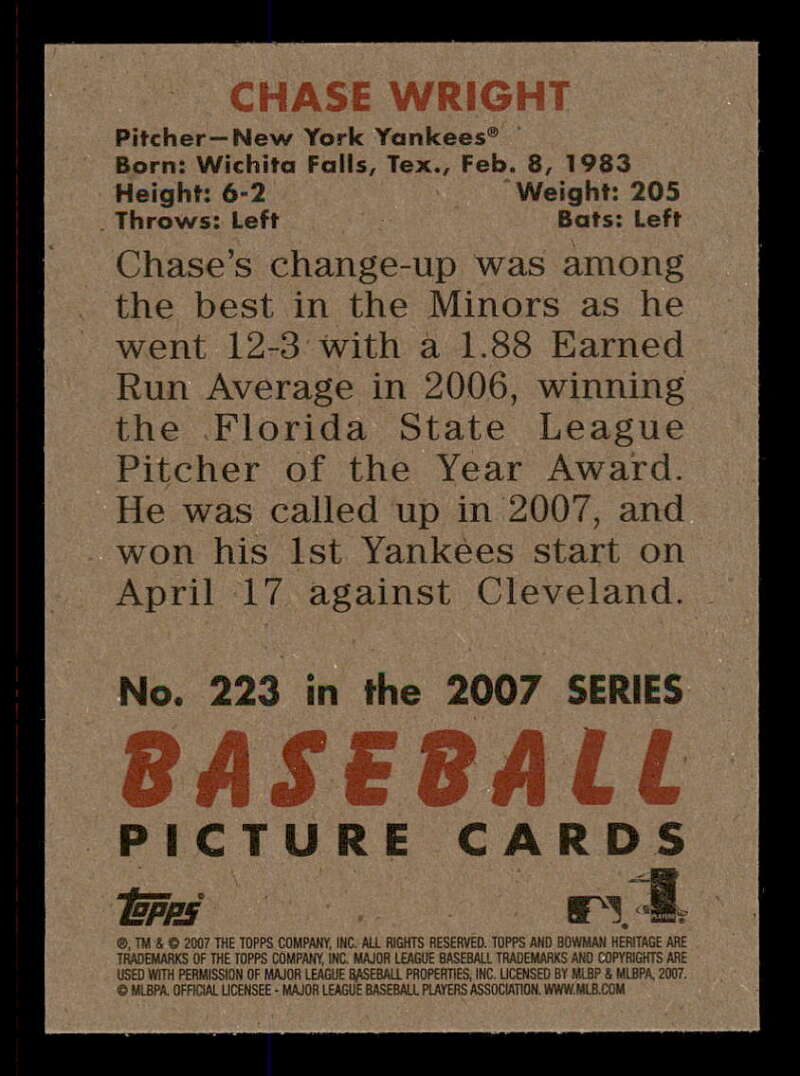 CHASE WRIGHT
Pitcher—New York Yankees®
Born: Wichita Falls, Tex., Feb. 8, 1983
Height: 6-2 Weight: 205
Throws: Left Bats: Left
Chase's change-up was among
the best in the Minors as he
went 12-3 with a 1.88 Earned
Run Average in 2006, winning
the Florida State League
Pitcher of the Year Award.
He was called up in 2007, and
won his 1st Yankees start on
April 17 against Cleveland.
No. 223 in the 2007 SERIES
BASEBALL
PICTURE CARDS
topps
®, TM & © 2007 THE TOPPS COMPANY, INC. ALL RIGHTS RESERVED. TOPPS AND BOWMAN HERITAGE ARE
TRADEMARKS OF THE TOPPS COMPANY, INC. MAJOR LEAGUE BASEBALL TRADEMARKS AND COPYRIGHTS ARE
USED WITH PERMISSION OF MAJOR LEAGUE BASEBALL PROPERTIES, INC. LICENSED BY MLBP & MLBPA, 2007.
© MLBPA. OFFICIAL LICENSEE - MAJOR LEAGUE BASEBALL PLAYERS ASSOCIATION. WWW.MLB.COM